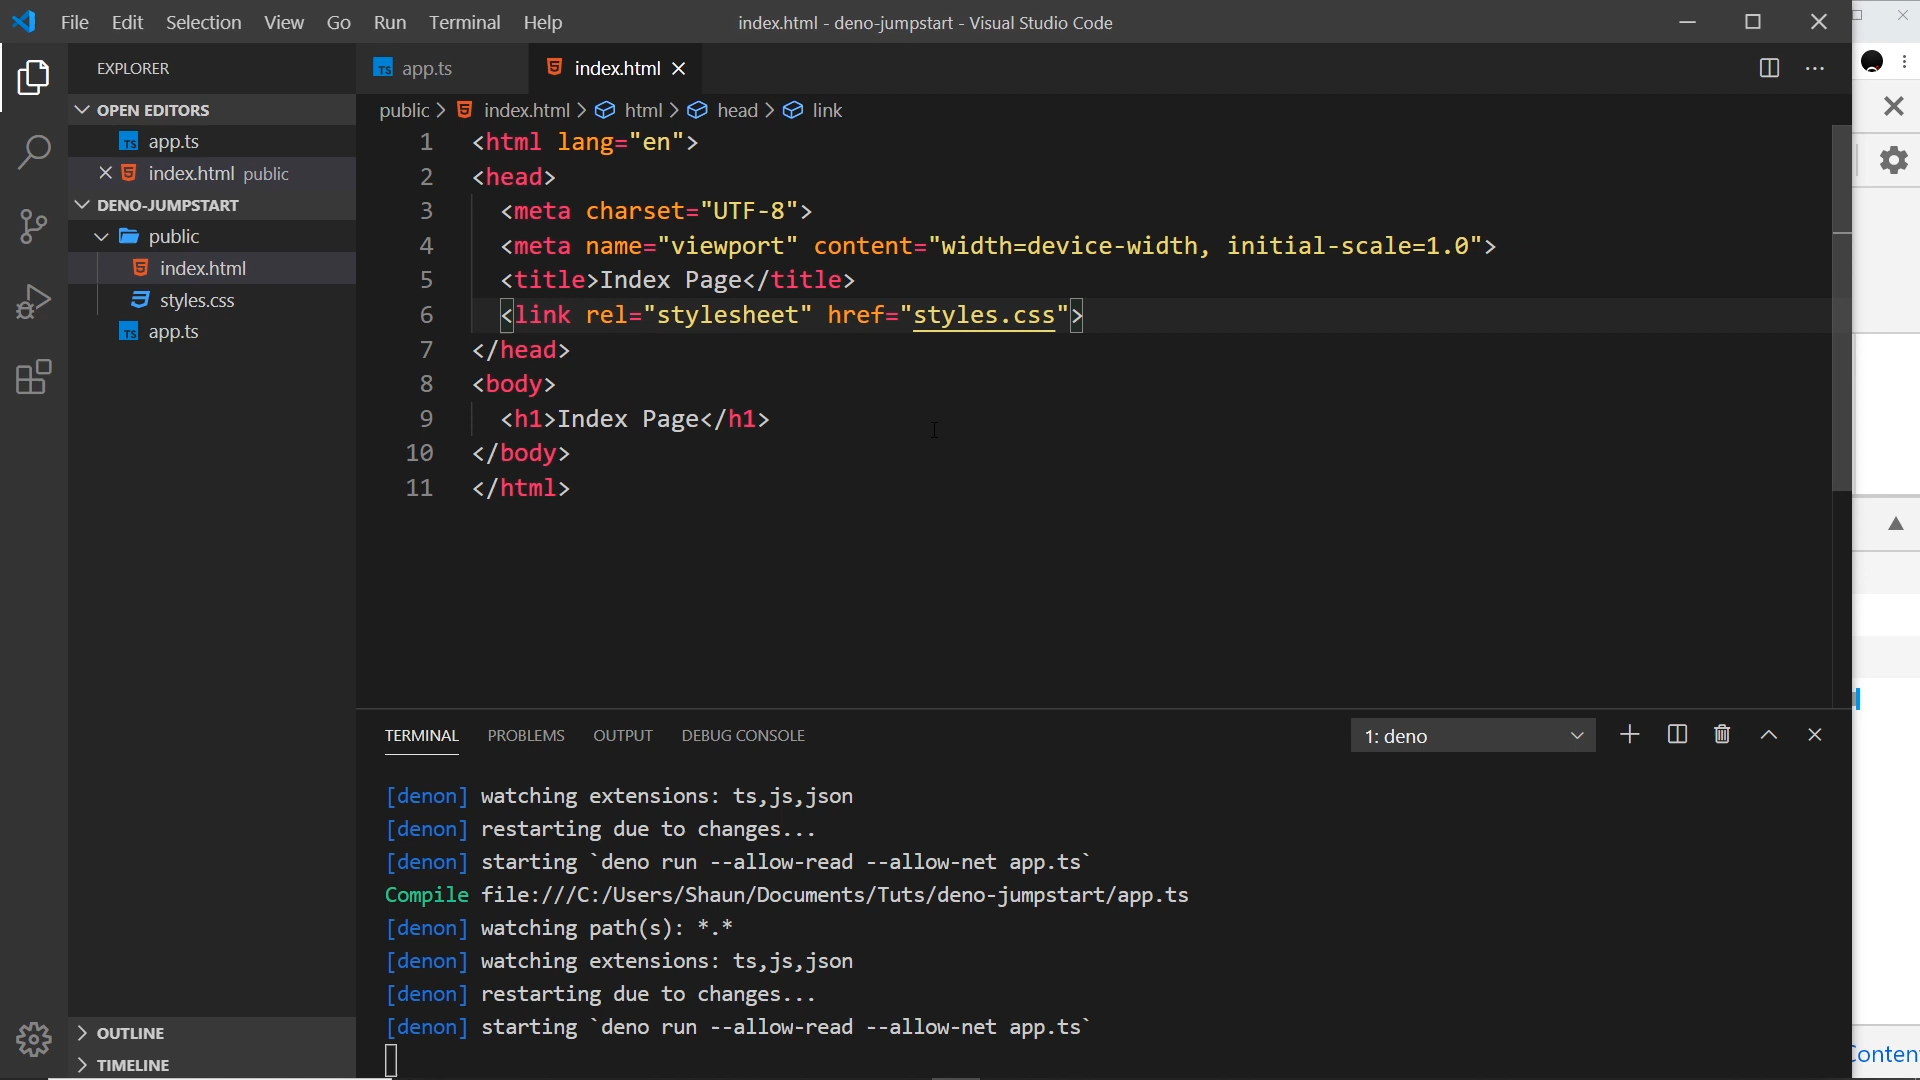 File Edit Selection View Go Run Terminal Help index.html - deno-jumpstart - Visual Studio Code
EXPLORER
OPEN EDITORS
TS app.ts
index.html public
DENO-JUMPSTART
public
index.html
styles.css
TS app.ts
OUTLINE
TIMELINE
TS app.ts index.html
public > index.html > html > head > link
1 <html lang="en">
2 <head>
3 <meta charset="UTF-8">
4 <meta name="viewport" content="width=device-width, initial-scale=1.0">
5 <title>Index Page</title>
6 <link rel="stylesheet" href="styles.css">
7 </head>
8 <body>
9 <h1>Index Page</h1>
10 </body>
11 </html>
TERMINAL PROBLEMS OUTPUT DEBUG CONSOLE 1: deno
[denon] watching extensions: ts,js,json
[denon] restarting due to changes...
[denon] starting `deno run --allow-read --allow-net app.ts`
Compile file:///C:/Users/Shaun/Documents/Tuts/deno-jumpstart/app.ts
[denon] watching path(s): *.*
[denon] watching extensions: ts,js,json
[denon] restarting due to changes...
[denon] starting `deno run --allow-read --allow-net app.ts`